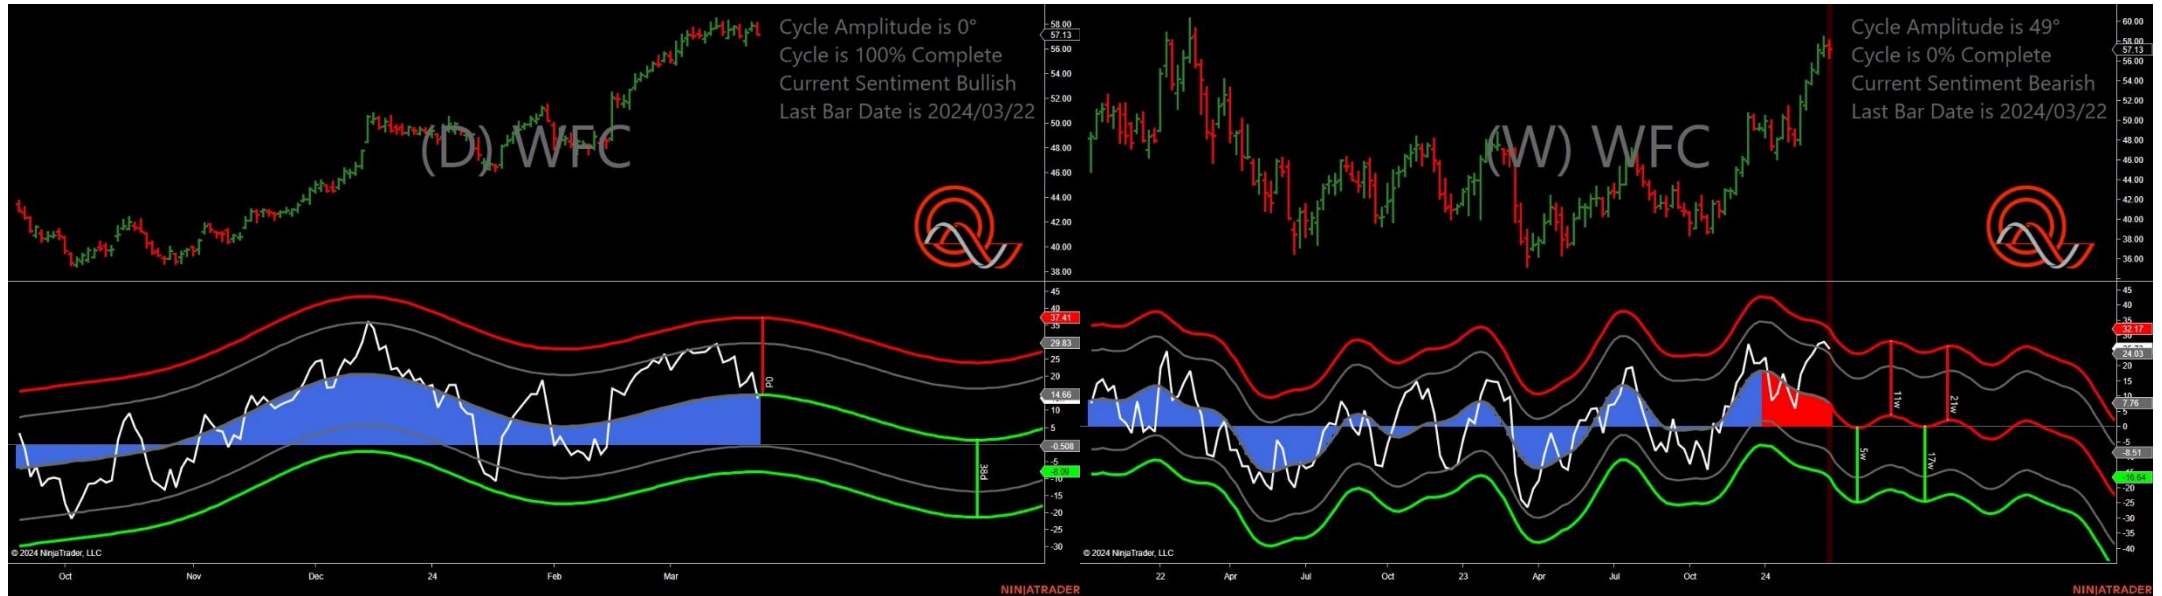 Cycle Amplitude is 0°
Cycle is 100% Complete
Current Sentiment Bullish
Last Bar Date is 2024/03/22
(D) WFC
58.00
57.13
56.00
54.00
52.00
50.00
48.00
46.00
44.00
42.00
40.00
38.00
45
40
37.41
35
29.83
25
20
14.66
10
5
-0.508
-5
-8.09
-10
-15
-20
-25
-30
0d
38d
© 2024 NinjaTrader, LLC
Oct
Nov
Dec
24
Feb
Mar
NINJATRADER
Cycle Amplitude is 49°
Cycle is 0% Complete
Current Sentiment Bearish
Last Bar Date is 2024/03/22
(W) WFC
60.00
58.00
57.13
56.00
54.00
52.00
50.00
48.00
46.00
44.00
42.00
40.00
38.00
36.00
45
40
35
32.17
24.03
20
15
10
7.76
5
0
-5
-8.51
-16.64
-20
-25
-30
-35
-40
11w
21w
5w
17w
© 2024 NinjaTrader, LLC
22
Apr
Jul
Oct
23
Apr
Jul
Oct
24
NINJATRADER